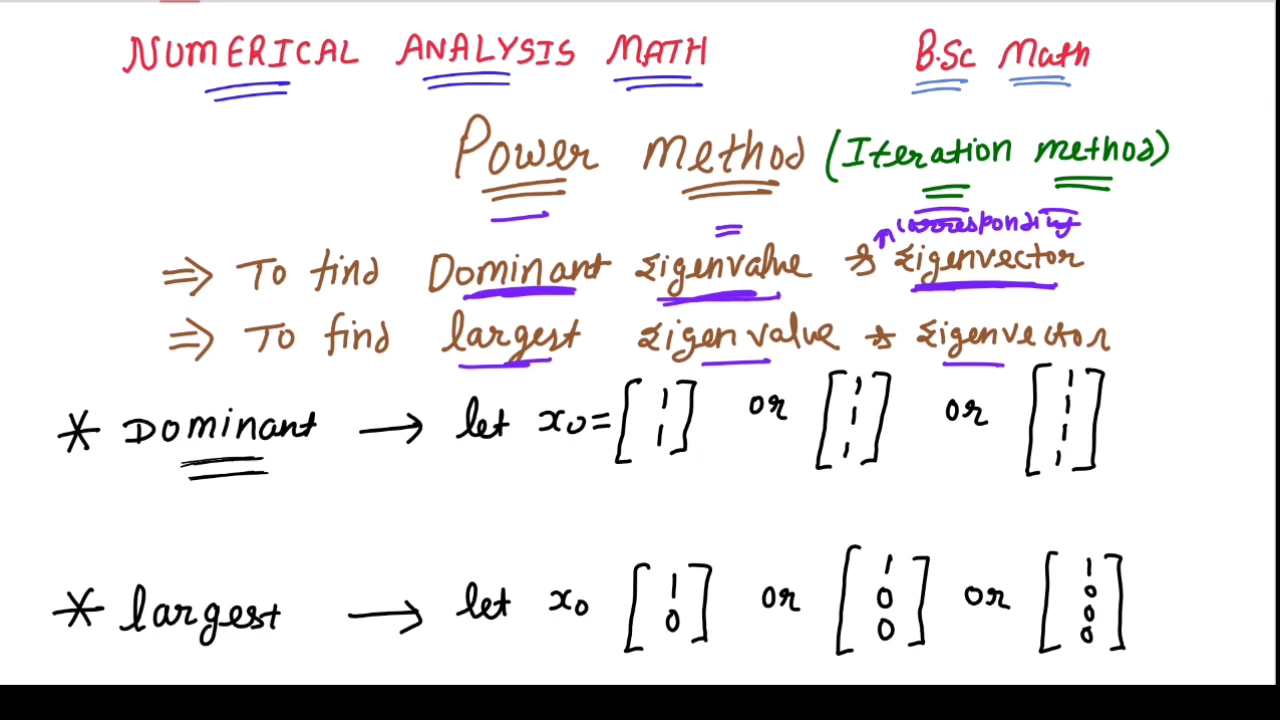 NUMERICAL ANALYSIS MATH B.Sc Math
Power method (Iteration method)
corresponding
⇒ To find Dominant Eigenvalue & Eigenvector
⇒ To find largest Eigen value & Eigenvector
* DOMINANT → let x₀ = [1 1] or [1 1 1] or [1 1 1 1]
* largest → let x₀ [1 0] or [1 0 0] or [1 0 0 0]